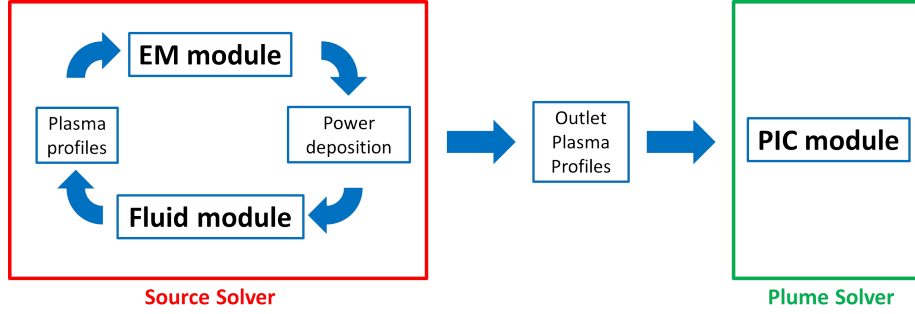 EM module
Plasma
profiles
Power
deposition
Fluid module
Source Solver
Outlet
Plasma
Profiles
PIC module
Plume Solver